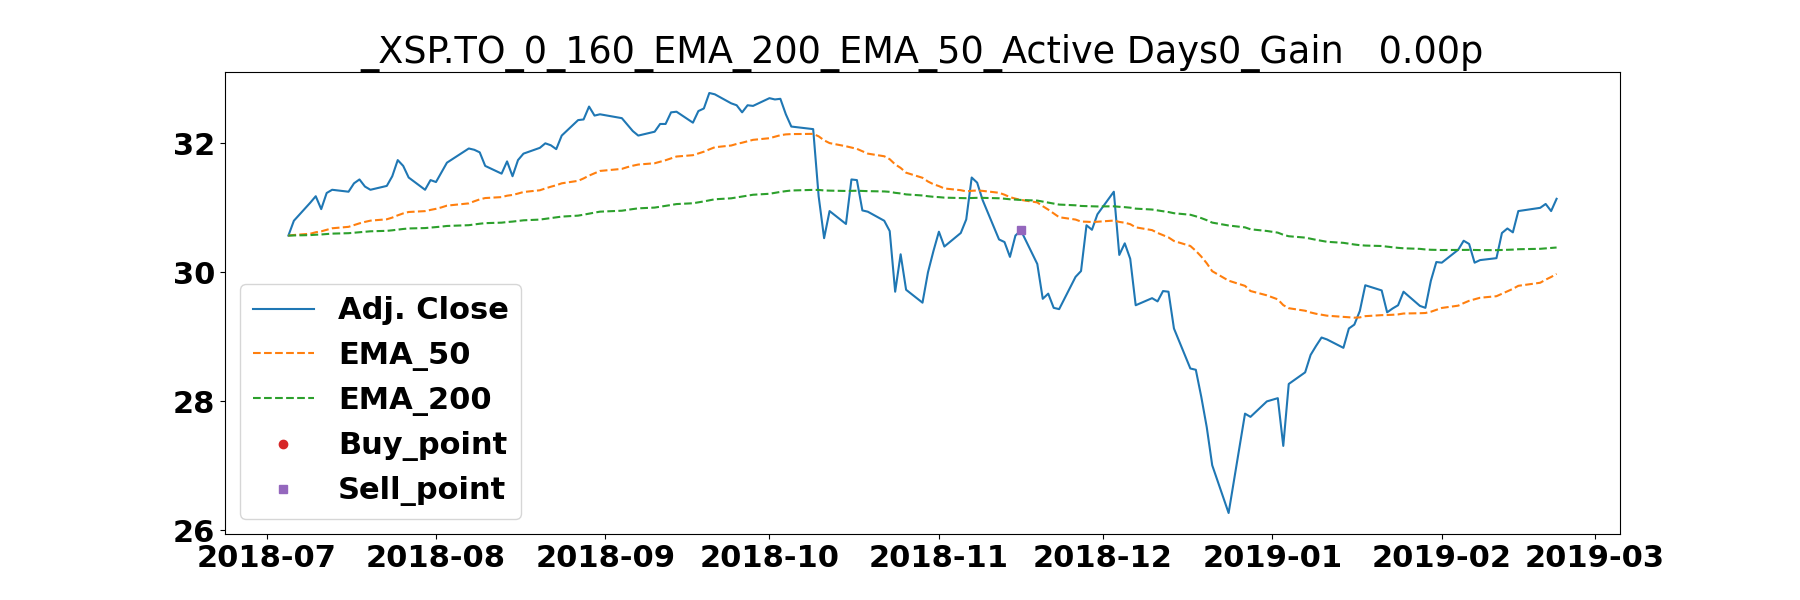 _XSP.TO_0_160_EMA_200_EMA_50_Active Days0_Gain   0.00p
32
30
28
26
Adj. Close
EMA_50
EMA_200
Buy_point
Sell_point
2018-07 2018-08 2018-09 2018-10 2018-11 2018-12 2019-01 2019-02 2019-03